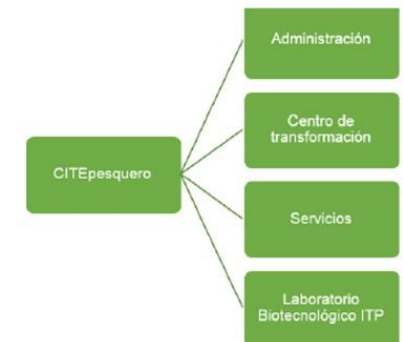 Administración
Centro de
transformación
CITEpesquero
Servicios
Laboratorio
Biotecnológico ITP